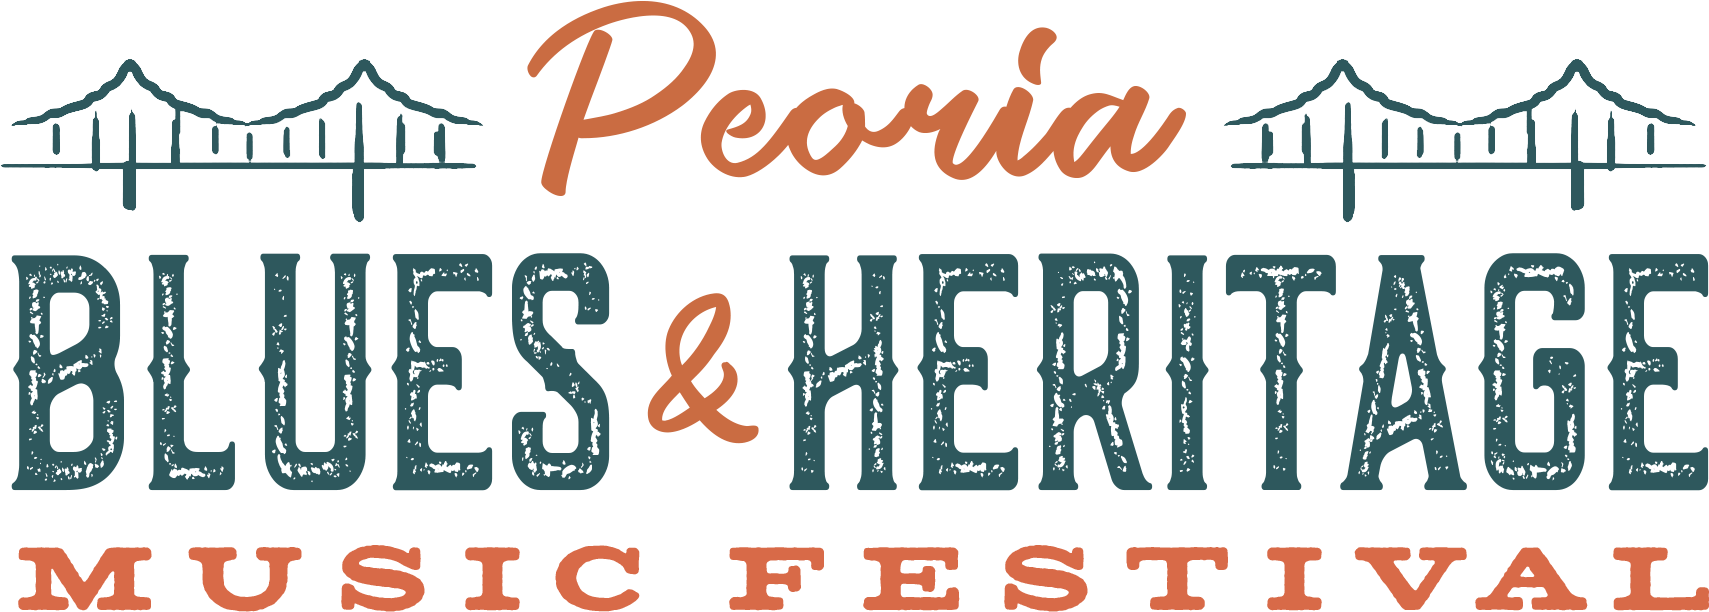 Peoria
BLUES & HERITAGE
MUSIC FESTIVAL